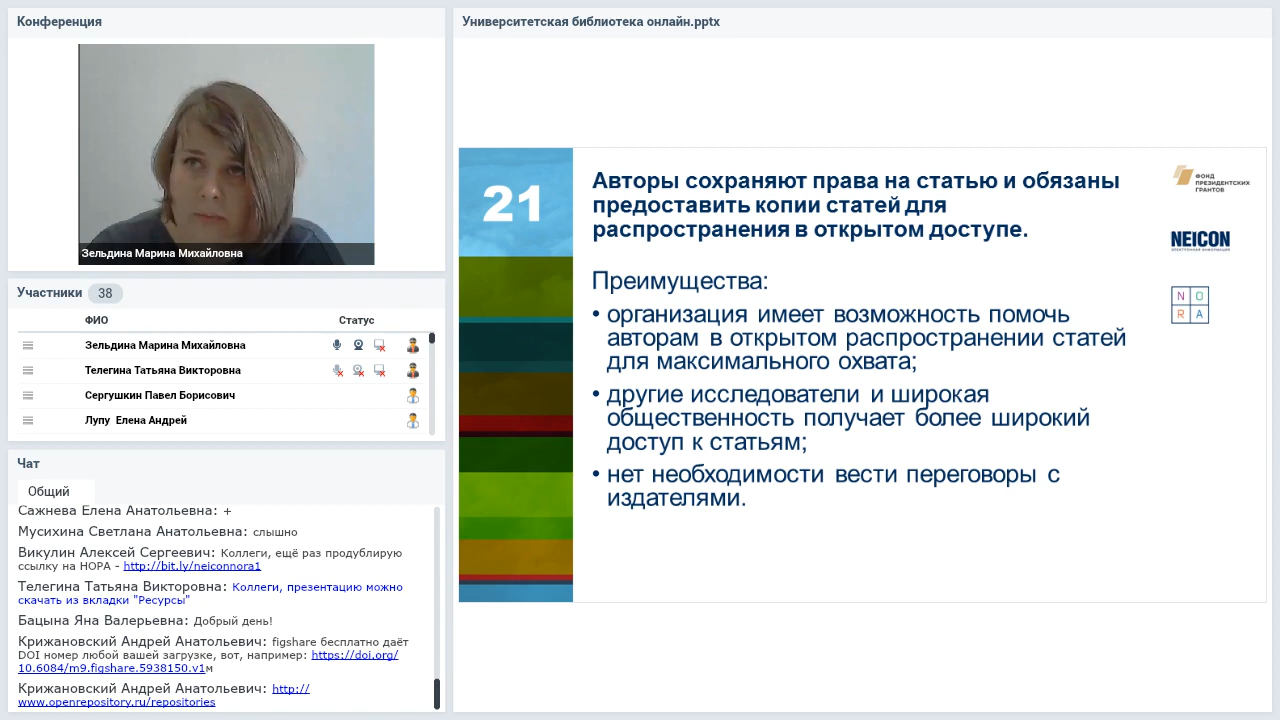 Конференция
Зельдина Марина Михайловна
Участники 38
ФИО Статус
Зельдина Марина Михайловна
Телегина Татьяна Викторовна
Сергушкин Павел Борисович
Лупу Елена Андрей
Чат
Общий
Сажнева Елена Анатольевна: +
Мусихина Светлана Анатольевна: слышно
Викулин Алексей Сергеевич: Коллеги, ещё раз продублирую
ссылку на НОРА - http://bit.ly/neiconnora1
Телегина Татьяна Викторовна: Коллеги, презентацию можно
скачать из вкладки "Ресурсы"
Бацына Яна Валерьевна: Добрый день!
Крижановский Андрей Анатольевич: figshare бесплатно даёт
DOI номер любой вашей загрузке, вот, например: https://doi.org/
10.6084/m9.figshare.5938150.v1м
Крижановский Андрей Анатольевич: http://
www.openrepository.ru/repositories
Университетская библиотека онлайн.pptx
21
Авторы сохраняют права на статью и обязаны
предоставить копии статей для
распространения в открытом доступе.
Преимущества:
• организация имеет возможность помочь
авторам в открытом распространении статей
для максимального охвата;
• другие исследователи и широкая
общественность получает более широкий
доступ к статьям;
• нет необходимости вести переговоры с
издателями.
ФОНД
ПРЕЗИДЕНТСКИХ
ГРАНТОВ
NEICON
ЭЛЕКТРОННАЯ ИНФОРМАЦИЯ
N O
R A